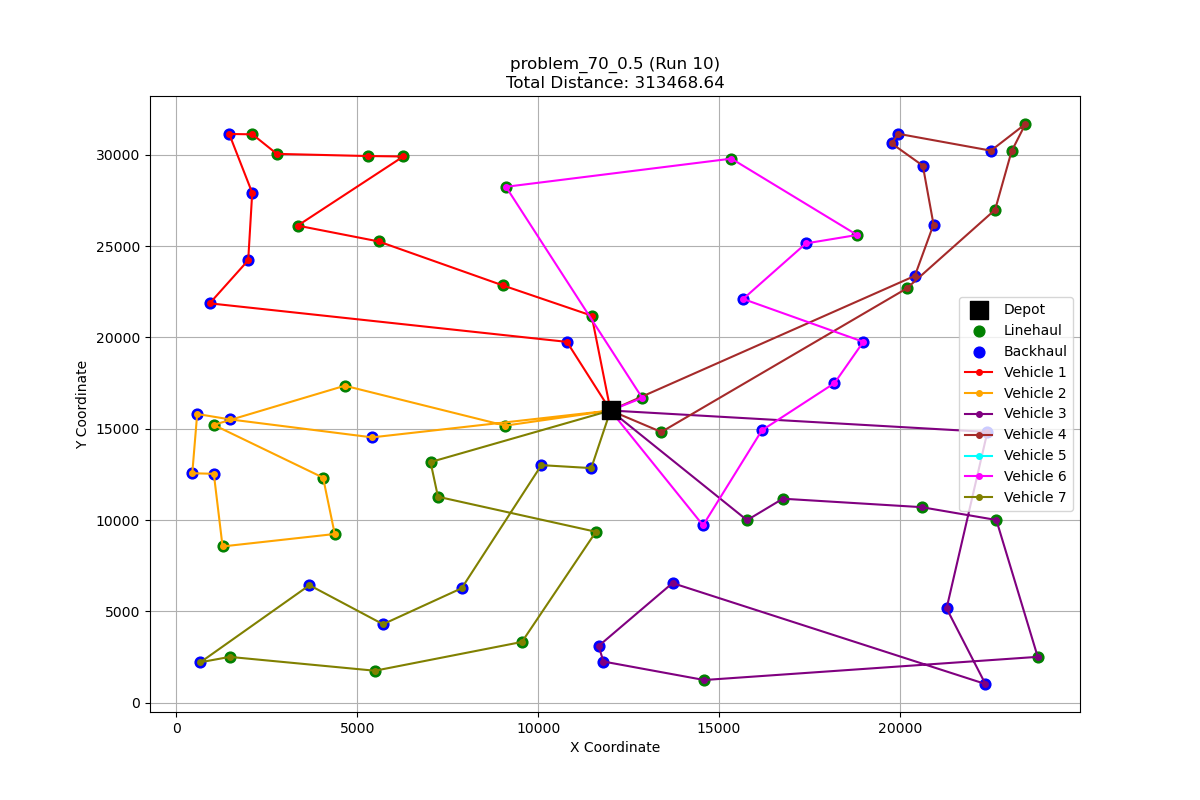 problem_70_0.5 (Run 10)
Total Distance: 313468.64
Y Coordinate
30000
25000
20000
15000
10000
5000
0
Depot
Linehaul
Backhaul
Vehicle 1
Vehicle 2
Vehicle 3
Vehicle 4
Vehicle 5
Vehicle 6
Vehicle 7
0 5000 10000 15000 20000
X Coordinate